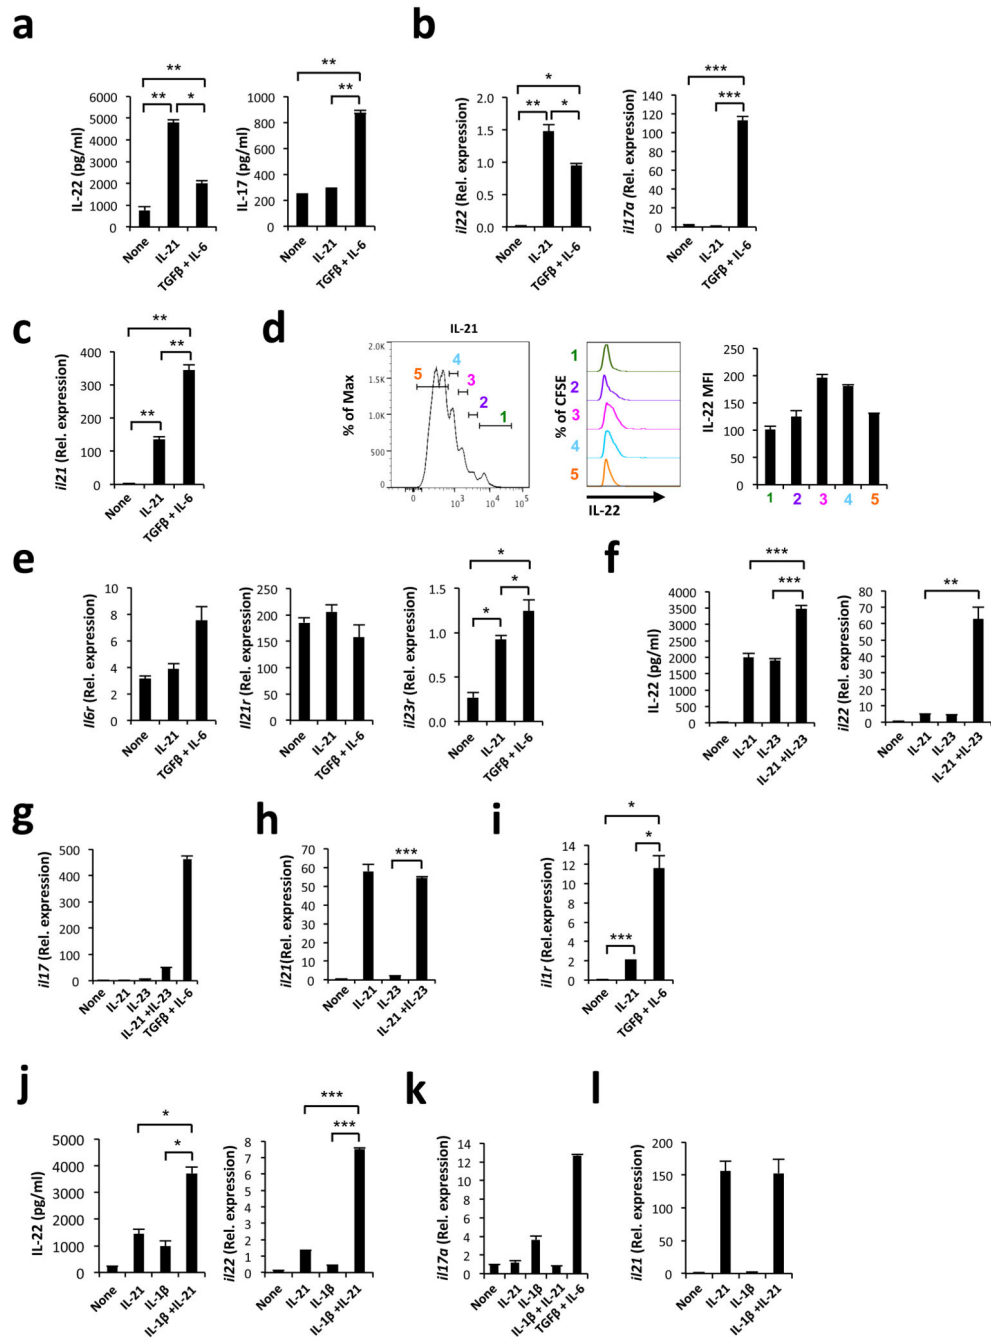 a
**
**
*
IL-22 (pg/ml)
6000
5000
4000
3000
2000
1000
0
None
IL-21
TGFβ + IL-6
**
**
IL-17 (pg/ml)
1000
800
600
400
200
0
None
IL-21
TGFβ + IL-6
b
*
**
*
il22 (Rel. expression)
2.0
1.5
1.0
0.5
0.0
None
IL-21
TGFβ + IL-6
***
***
il17a (Rel. expression)
140
120
100
80
60
40
20
0
None
IL-21
TGFβ + IL-6
c
**
**
**
il21 (Rel. expression)
400
300
200
100
0
None
IL-21
TGFβ + IL-6
d
IL-21
% of Max
2.0K
1.5K
1.0K
500
0
0
10³
10⁴
10⁵
5
4
3
2
1
% of CFSE
1
2
3
4
5
IL-22
IL-22 MFI
250
200
150
100
50
0
1
2
3
4
5
e
Il6r (Rel. expression)
10
8
6
4
2
0
None
IL-21
TGFβ + IL-6
il21r (Rel. expression)
250
200
150
100
50
0
None
IL-21
TGFβ + IL-6
*
*
*
il23r (Rel. expression)
1.5
1.0
0.5
0.0
None
IL-21
TGFβ + IL-6
f
***
***
IL-22 (pg/ml)
4000
3500
3000
2500
2000
1500
1000
500
0
None
IL-21
IL-23
IL-21 +IL-23
**
il22 (Rel. expression)
80
70
60
50
40
30
20
10
0
None
IL-21
IL-23
IL-21 +IL-23
g
il17 (Rel. expression)
500
400
300
200
100
0
None
IL-21
IL-23
IL-21 +IL-23
TGFβ + IL-6
h
***
il21(Rel. expression)
70
60
50
40
30
20
10
0
None
IL-21
IL-23
IL-21 +IL-23
i
*
*
***
il1r (Rel.expression)
14
12
10
8
6
4
2
0
None
IL-21
TGFβ + IL-6
j
*
*
IL-22 (pg/ml)
5000
4000
3000
2000
1000
0
None
IL-21
IL-1β
IL-1β +IL-21
***
***
il22 (Rel. expression)
8
7
6
5
4
3
2
1
0
None
IL-21
IL-1β
IL-1β +IL-21
k
il17a (Rel. expression)
14
12
10
8
6
4
2
0
None
IL-21
IL-1β
IL-1β + IL-21
TGFβ + IL-6
l
il21 (Rel. expression)
200
150
100
50
0
None
IL-21
IL-1β
IL-1β +IL-21